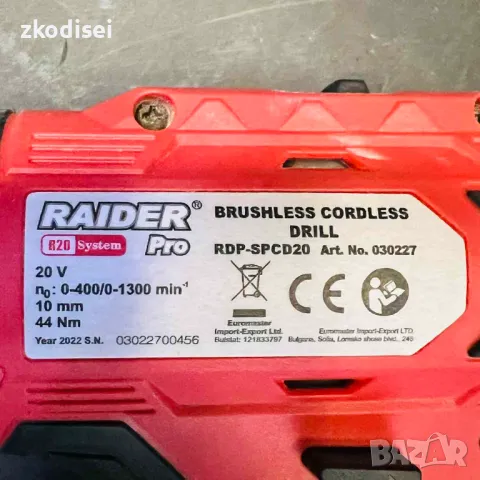 zkodisei
RAIDER®
R20 System Pro
20 V
n0: 0-400/0-1300 min-1
10 mm
44 Nm
Year 2022 S.N. 03022700456
BRUSHLESS CORDLESS
DRILL
RDP-SPCD20 Art. No. 030227
CE
Euromaster
Import-Export Ltd.
Bulstat: 121833797
Euromaster Import-Export LTD.
Bulgaria, Sofia, Lomsko shose blvd., 246
BAZAR